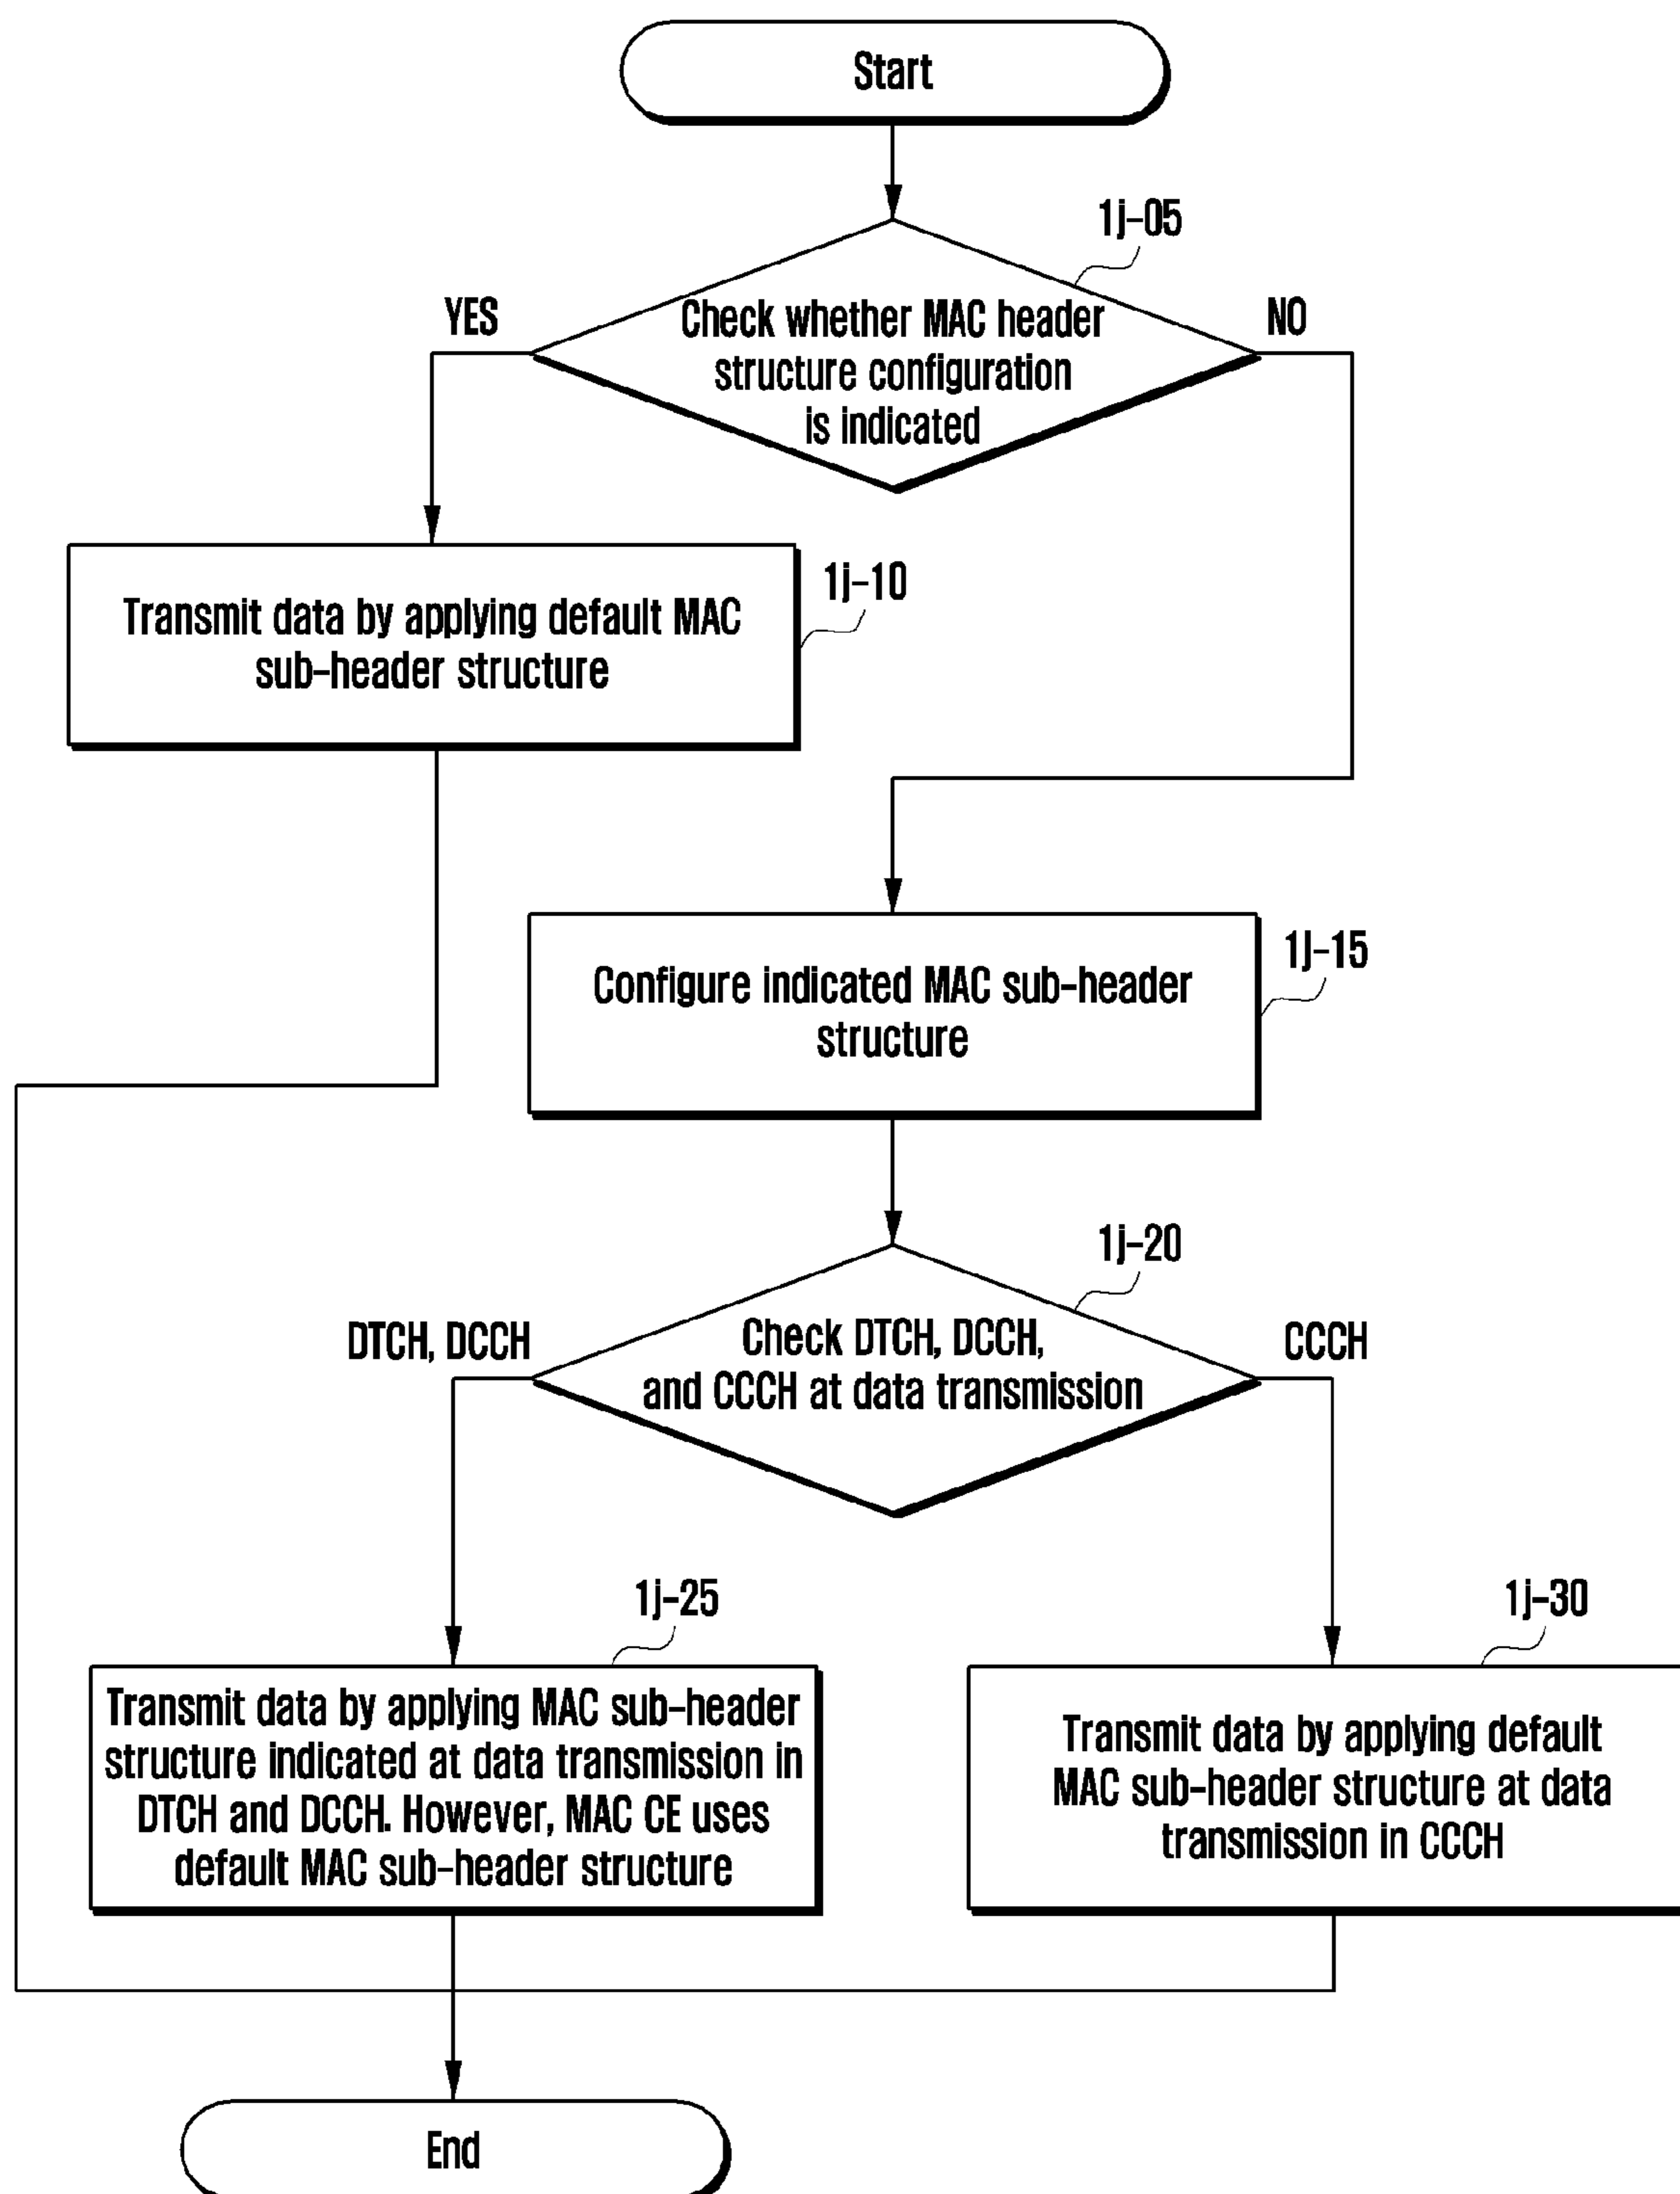 Start
1j-05
YES
NO
Check whether MAC header
structure configuration
is indicated
1j-10
Transmit data by applying default MAC
sub-header structure
1J-15
Configure indicated MAC sub-header
structure
1j-20
DTCH, DCCH
CCCH
Check DTCH, DCCH,
and CCCH at data transmission
1j-25
1j-30
Transmit data by applying MAC sub-header
structure indicated at data transmission in
DTCH and DCCH. However, MAC CE uses
default MAC sub-header structure
Transmit data by applying default
MAC sub-header structure at data
transmission in CCCH
End